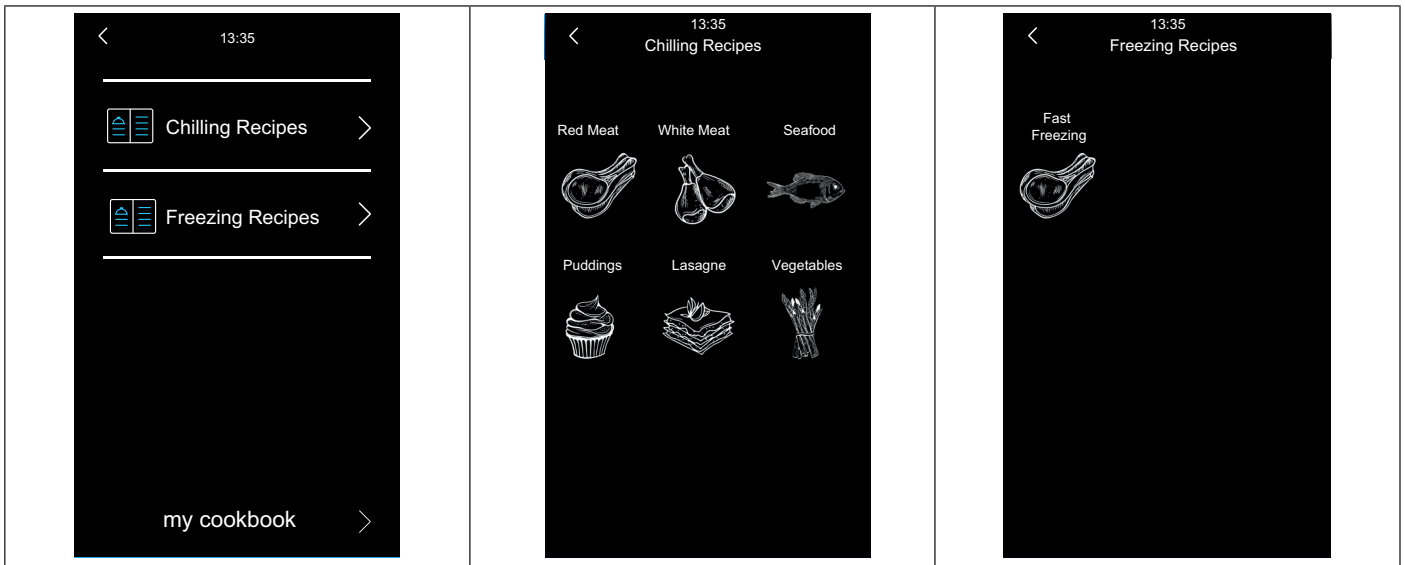 13:35
Chilling Recipes
Freezing Recipes
my cookbook
13:35
Chilling Recipes
Red Meat
White Meat
Seafood
Puddings
Lasagne
Vegetables
13:35
Freezing Recipes
Fast
Freezing